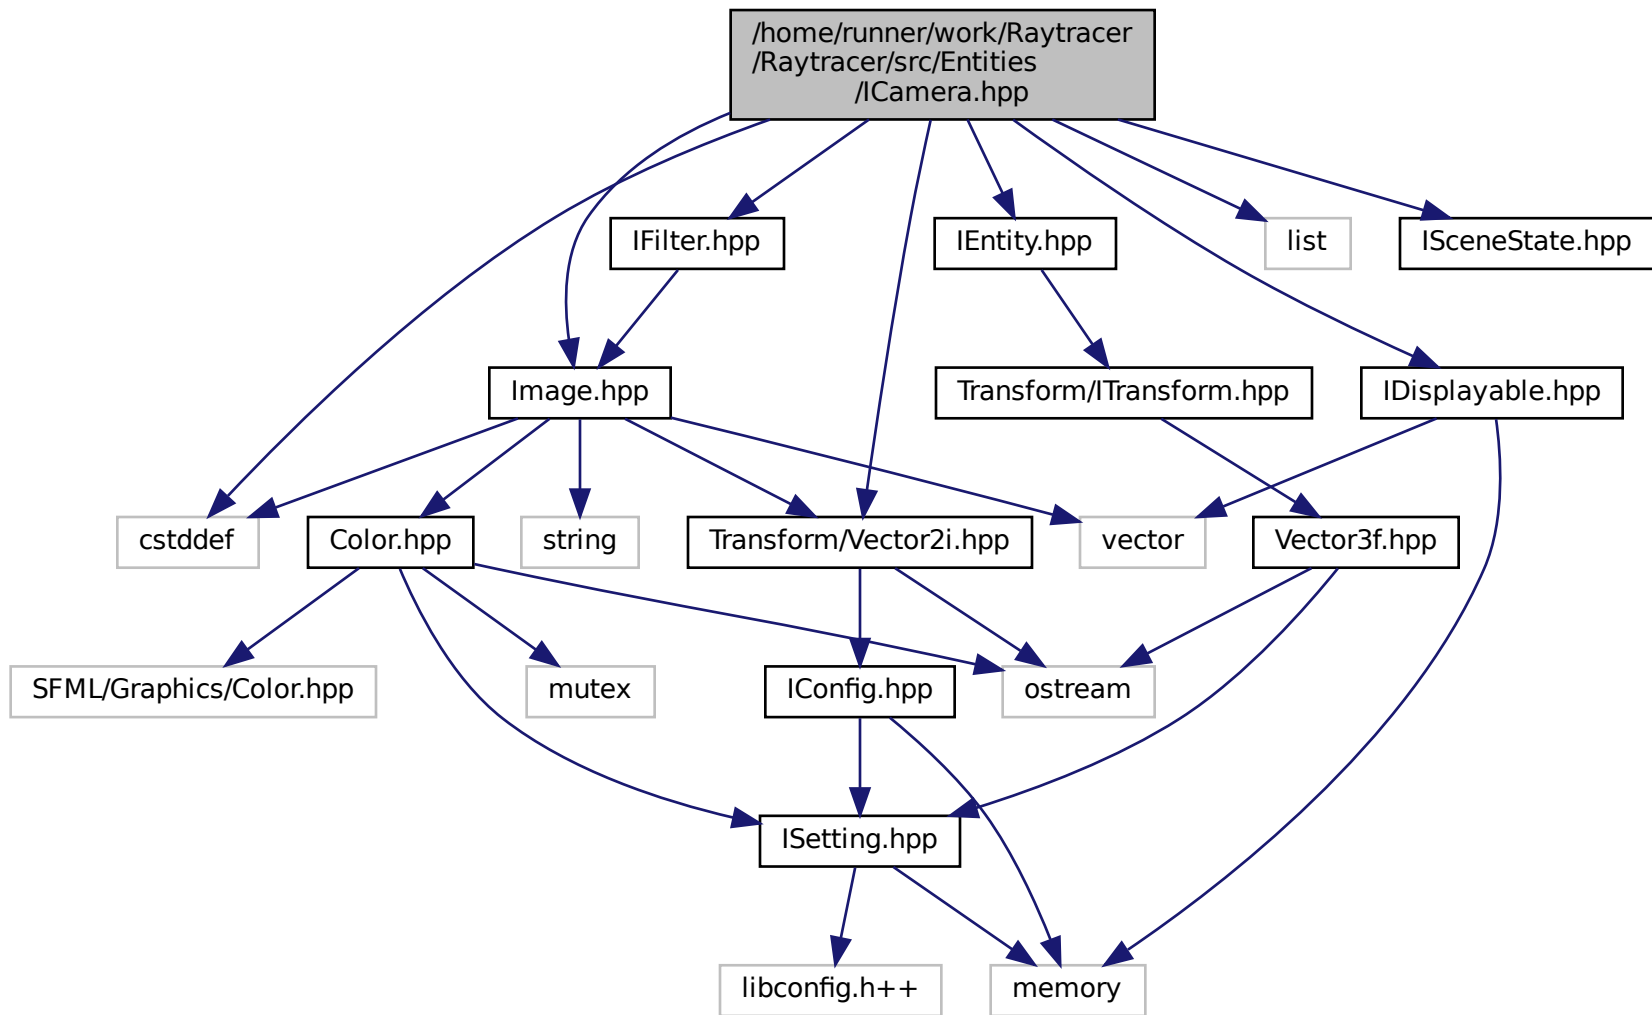 /home/runner/work/Raytracer
/Raytracer/src/Entities
/ICamera.hpp
IFilter.hpp
IEntity.hpp
list
ISceneState.hpp
Image.hpp
Transform/ITransform.hpp
IDisplayable.hpp
cstddef
Color.hpp
string
Transform/Vector2i.hpp
vector
Vector3f.hpp
SFML/Graphics/Color.hpp
mutex
IConfig.hpp
ostream
ISetting.hpp
libconfig.h++
memory